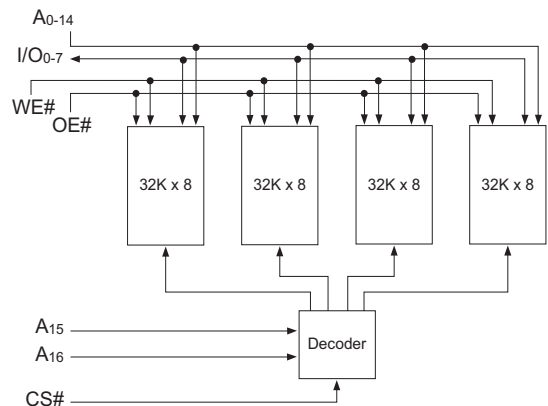 A0-14
I/O0-7
WE#
OE#
32K x 8
32K x 8
32K x 8
32K x 8
A15
A16
Decoder
CS#